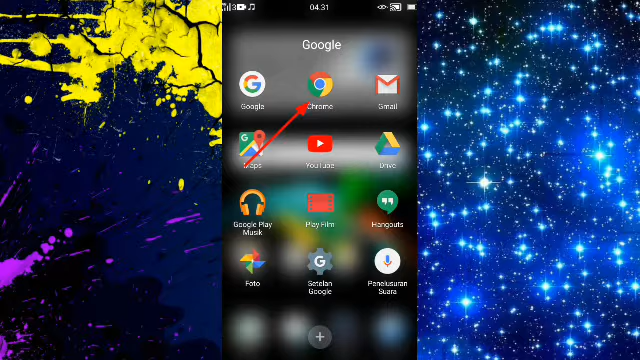 04.31
Google
Google
Chrome
Gmail
Maps
YouTube
Drive
Google Play
Musik
Play Film
Hangouts
Foto
Setelan
Google
Penelusuran
Suara